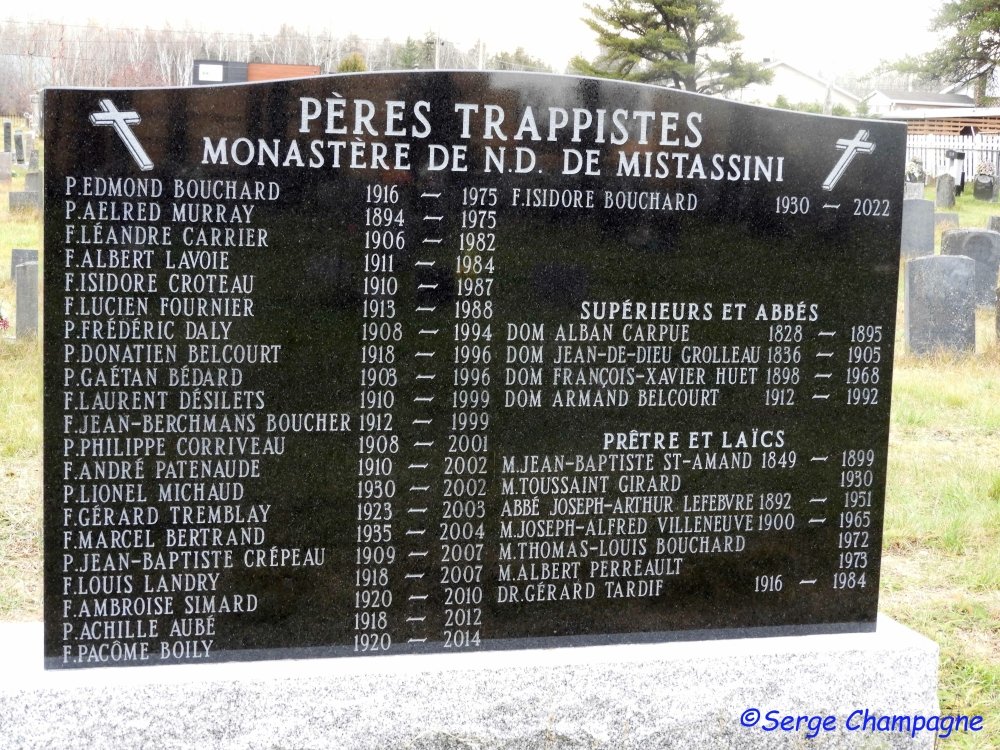 PÈRES TRAPPISTES
MONASTÈRE DE N.D. DE MISTASSINI
P.EDMOND BOUCHARD 1916 – 1975
P.AELRED MURRAY 1894 – 1975
F.LÉANDRE CARRIER 1906 – 1982
F.ALBERT LAVOIE 1911 – 1984
F.ISIDORE CROTEAU 1910 – 1987
F.LUCIEN FOURNIER 1913 – 1988
P.FRÉDÉRIC DALY 1908 – 1994
P.DONATIEN BELCOURT 1918 – 1996
P.GAÉTAN BÉDARD 1903 – 1996
F.LAURENT DÉSILETS 1910 – 1999
F.JEAN-BERCHMANS BOUCHER 1912 – 1999
P.PHILIPPE CORRIVEAU 1908 – 2001
F.ANDRÉ PATENAUDE 1910 – 2002
P.LIONEL MICHAUD 1930 – 2002
F.GÉRARD TREMBLAY 1923 – 2003
F.MARCEL BERTRAND 1935 – 2004
P.JEAN-BAPTISTE CRÉPEAU 1909 – 2007
F.LOUIS LANDRY 1918 – 2007
F.AMBROISE SIMARD 1920 – 2010
P.ACHILLE AUBÉ 1918 – 2012
F.PACÔME BOILY 1920 – 2014
F.ISIDORE BOUCHARD 1930 – 2022
SUPÉRIEURS ET ABBÉS
DOM ALBAN CARPUE 1828 – 1895
DOM JEAN-DE-DIEU GROLLEAU 1836 – 1905
DOM FRANÇOIS-XAVIER HUET 1898 – 1968
DOM ARMAND BELCOURT 1912 – 1992
PRÊTRE ET LAÏCS
M.JEAN-BAPTISTE ST-AMAND 1849 – 1899
M.TOUSSAINT GIRARD 1930
ABBÉ JOSEPH-ARTHUR LEFEBVRE 1892 – 1951
M.JOSEPH-ALFRED VILLENEUVE 1900 – 1965
M.THOMAS-LOUIS BOUCHARD 1972
M.ALBERT PERREAULT 1973
DR.GÉRARD TARDIF 1916 – 1984
©Serge Champagne